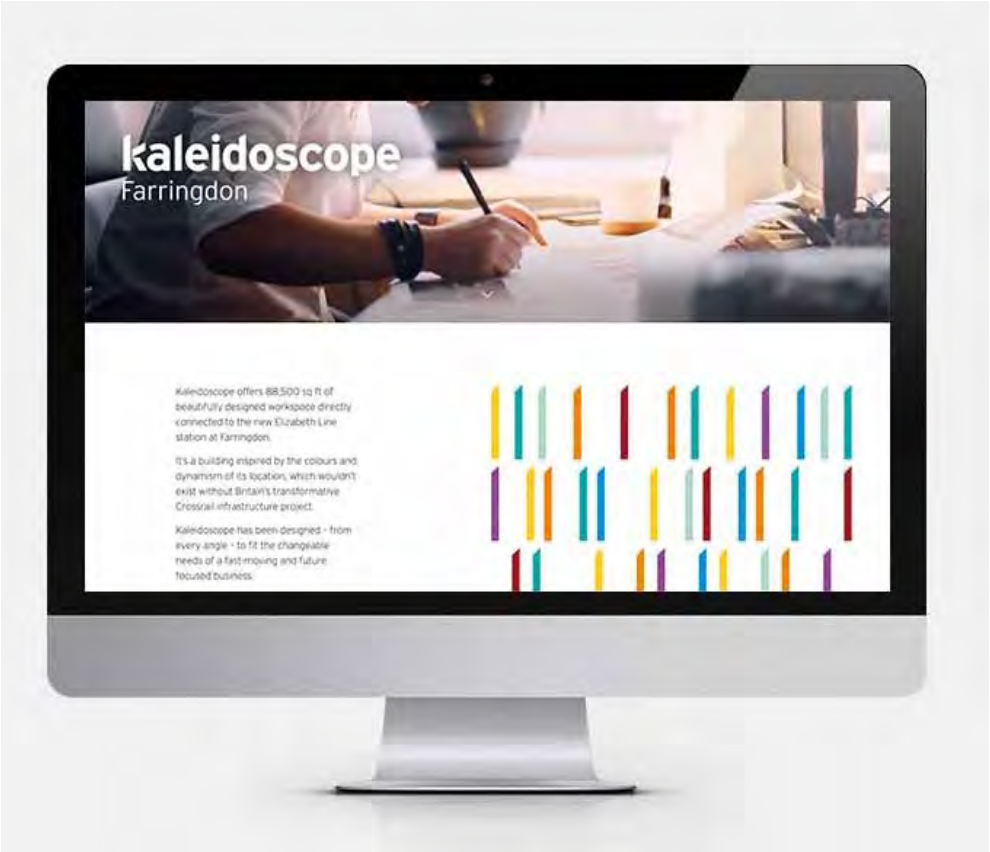 kaleidoscope
Farringdon
Kaleidoscope offers 88,500 sq ft of
beautifully designed workspace directly
connected to the new Elizabeth Line
station at Farringdon.
It's a building inspired by the colours and
dynamism of its location, which wouldn't
exist without Britain's transformative
Crossrail infrastructure project.
Kaleidoscope has been designed - from
every angle - to fit the changeable
needs of a fast-moving and future
focused business.